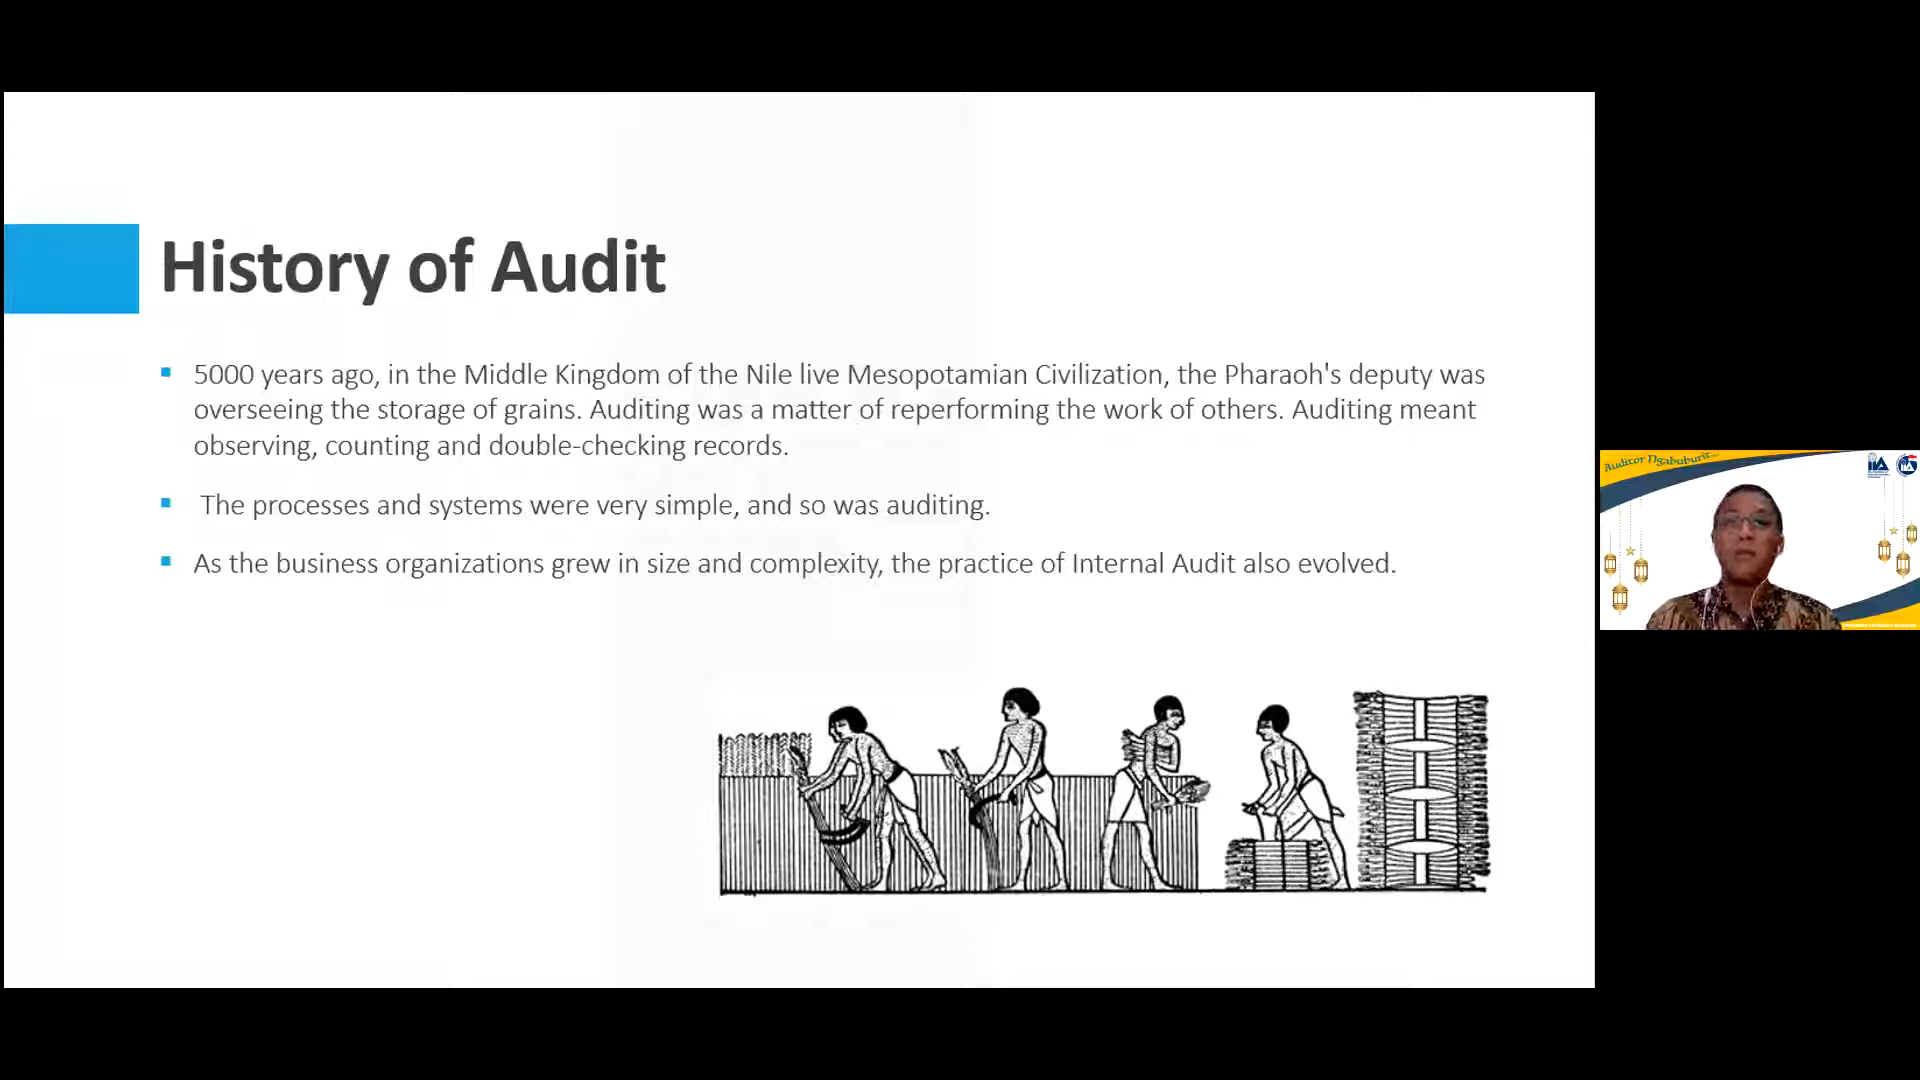 History of Audit
5000 years ago, in the Middle Kingdom of the Nile live Mesopotamian Civilization, the Pharaoh's deputy was
overseeing the storage of grains. Auditing was a matter of reperforming the work of others. Auditing meant
observing, counting and double-checking records.
The processes and systems were very simple, and so was auditing.
As the business organizations grew in size and complexity, the practice of Internal Audit also evolved.
Auditor Ngabuburit